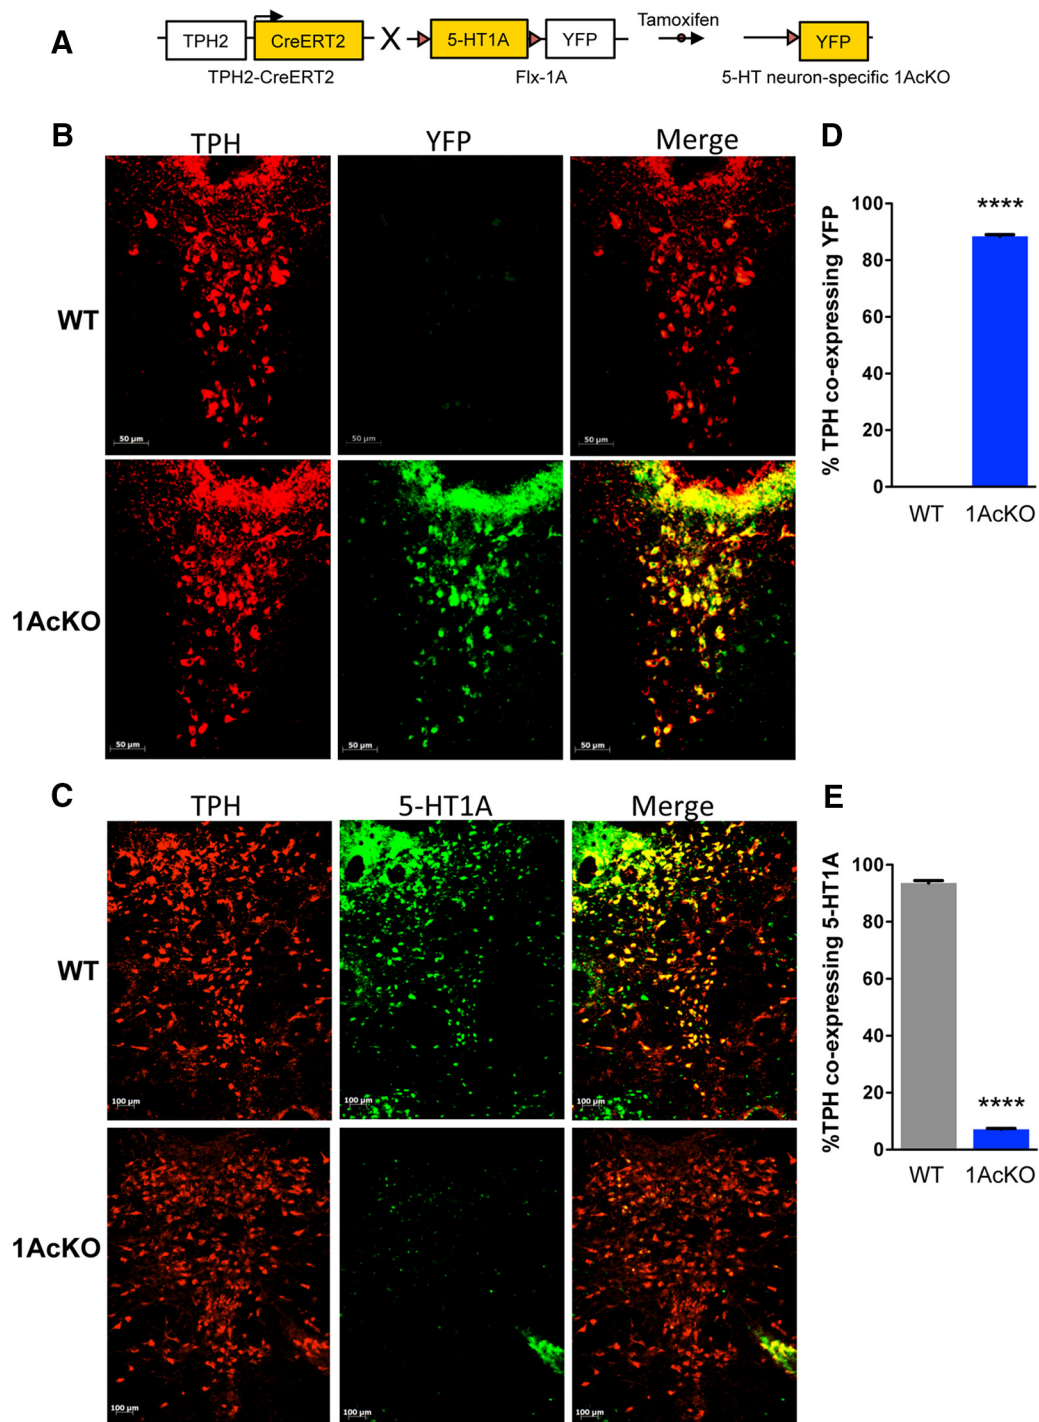 A
TPH2
CreERT2
X
5-HT1A
YFP
Tamoxifen
YFP
TPH2-CreERT2
Flx-1A
5-HT neuron-specific 1AcKO
B
TPH
YFP
Merge
WT
50 µm
50 µm
50 µm
1AcKO
50 µm
50 µm
50 µm
D
% TPH co-expressing YFP
100
80
60
40
20
0
****
WT
1AcKO
C
TPH
5-HT1A
Merge
WT
100 µm
100 µm
100 µm
1AcKO
100 µm
100 µm
100 µm
E
%TPH co-expressing 5-HT1A
100
80
60
40
20
0
****
WT
1AcKO